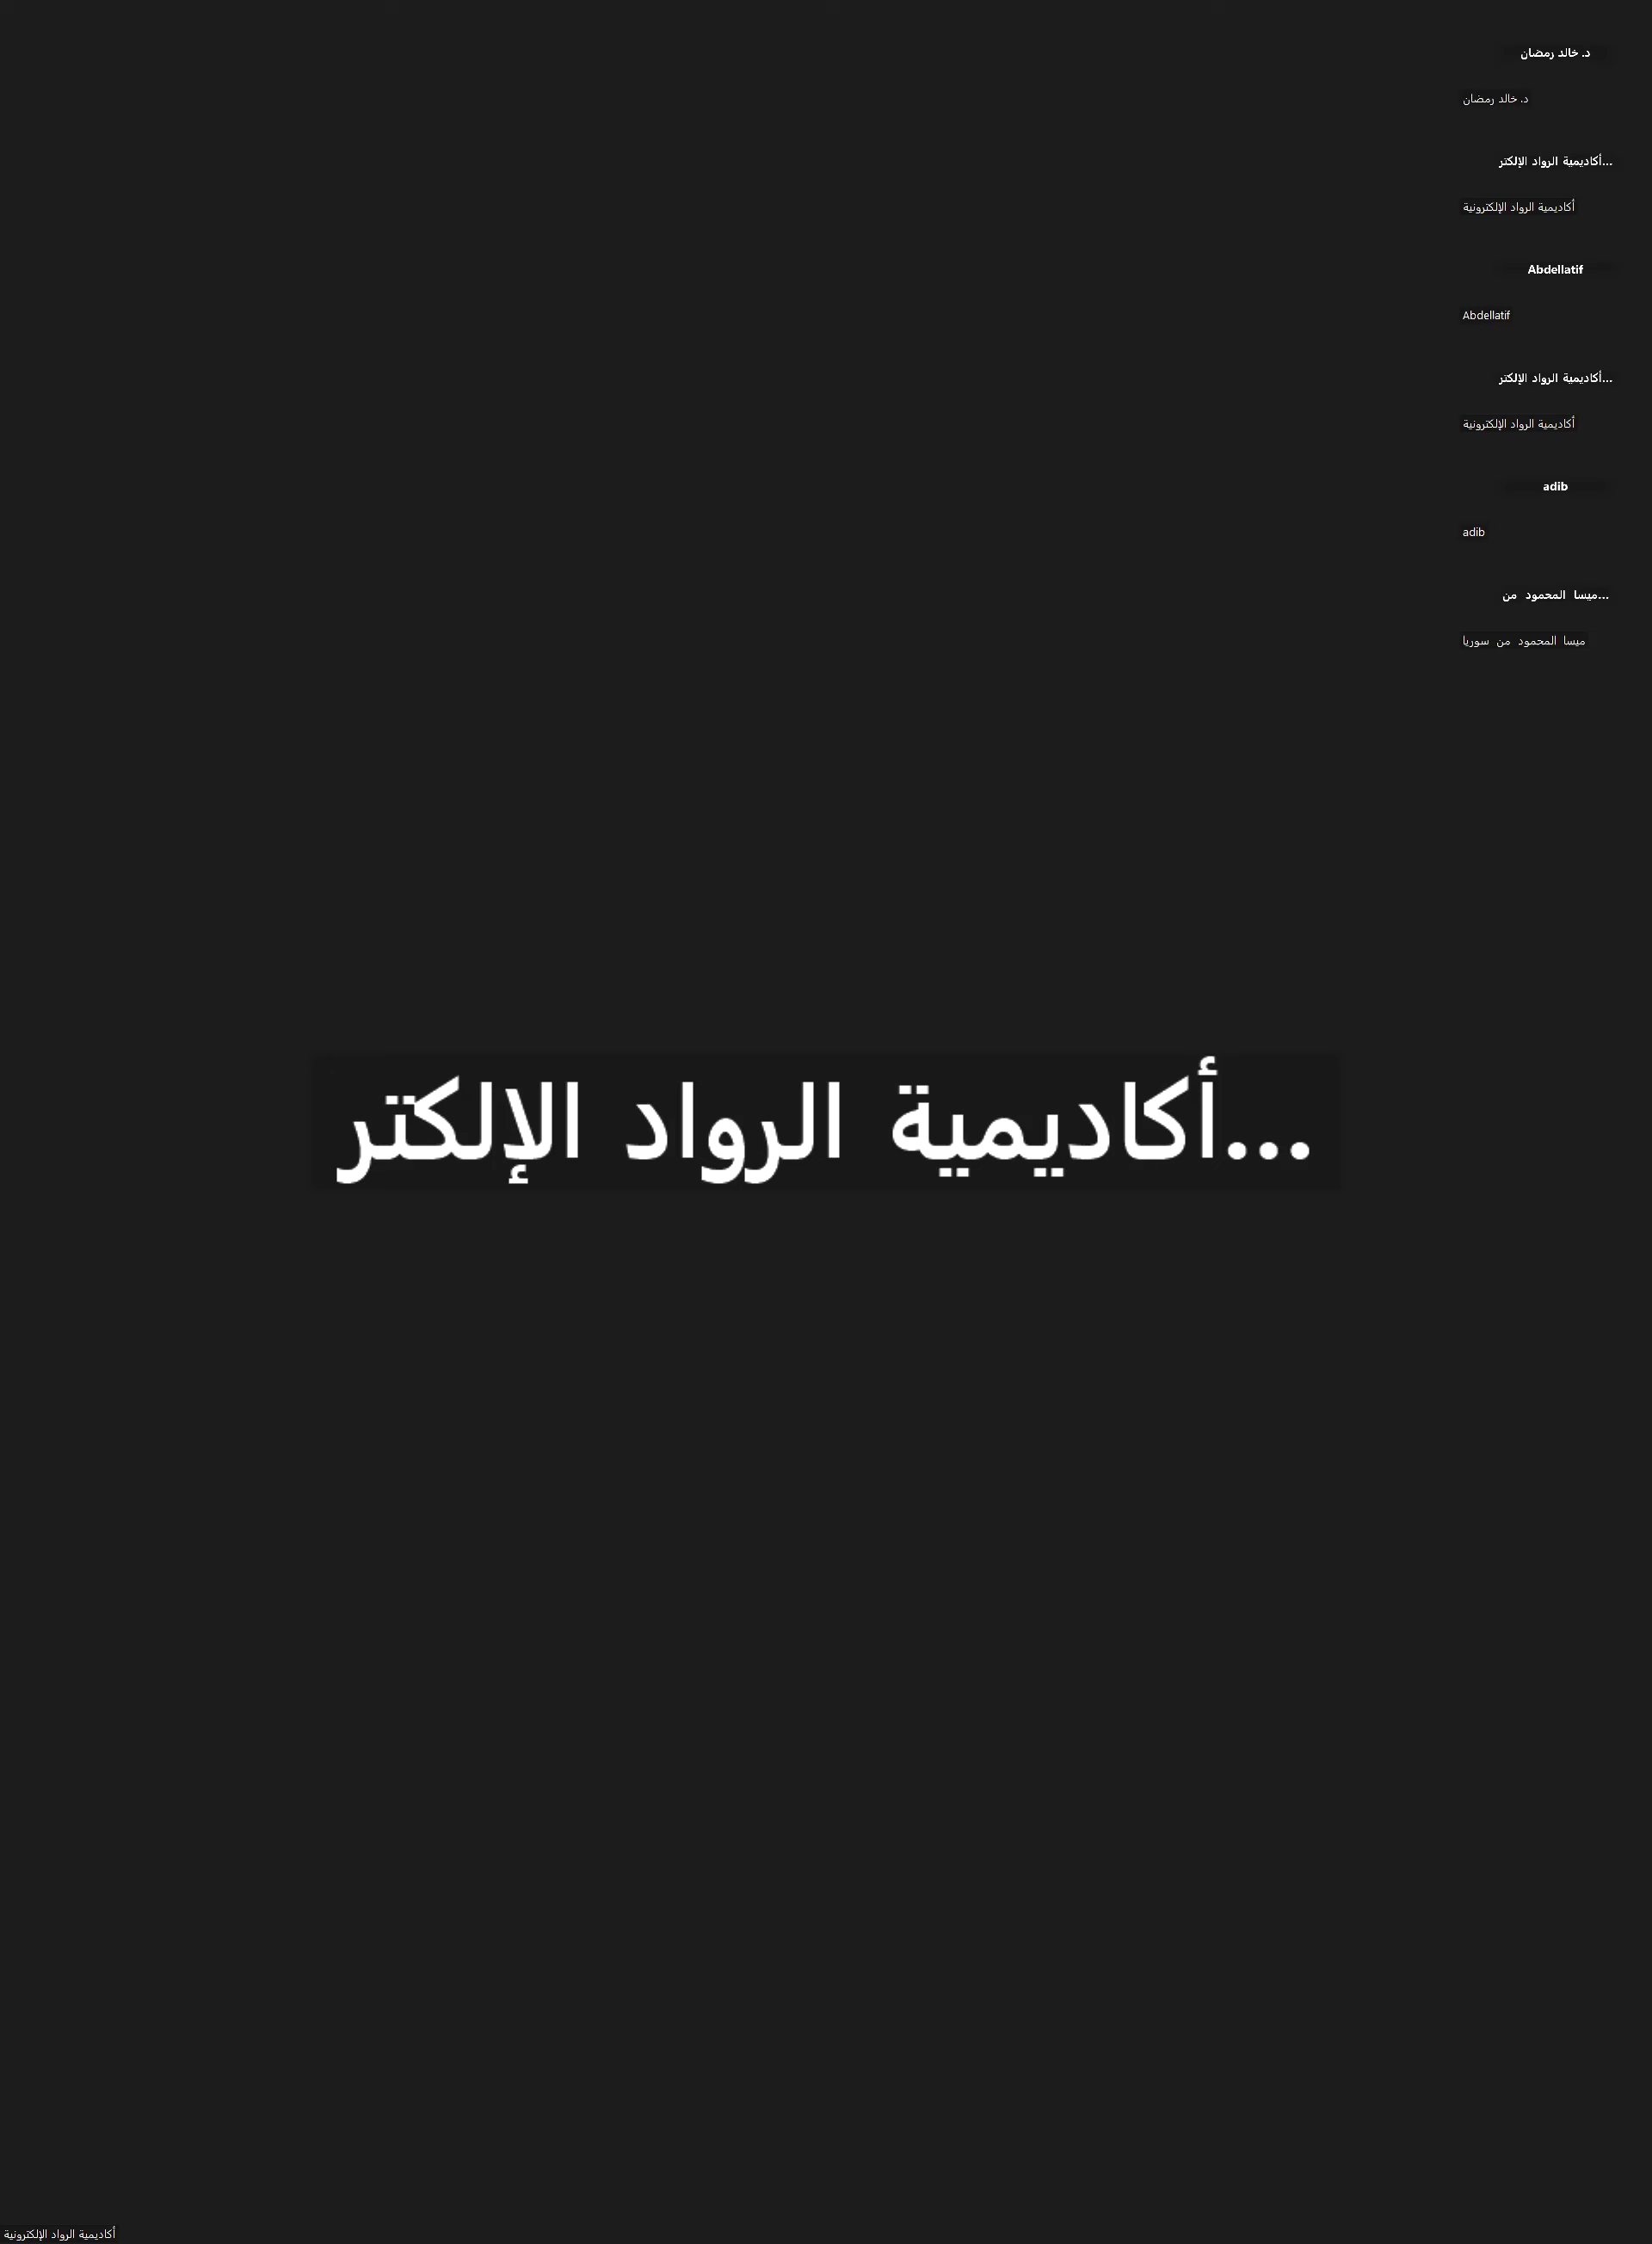 د. خالد رمضان
د. خالد رمضان
أكاديمية الرواد الإلكتر...
أكاديمية الرواد الإلكترونية
Abdellatif
Abdellatif
أكاديمية الرواد الإلكتر...
أكاديمية الرواد الإلكترونية
adib
adib
ميسا المحمود من...
ميسا المحمود من سوريا
أكاديمية الرواد الإلكتر...
أكاديمية الرواد الإلكترونية